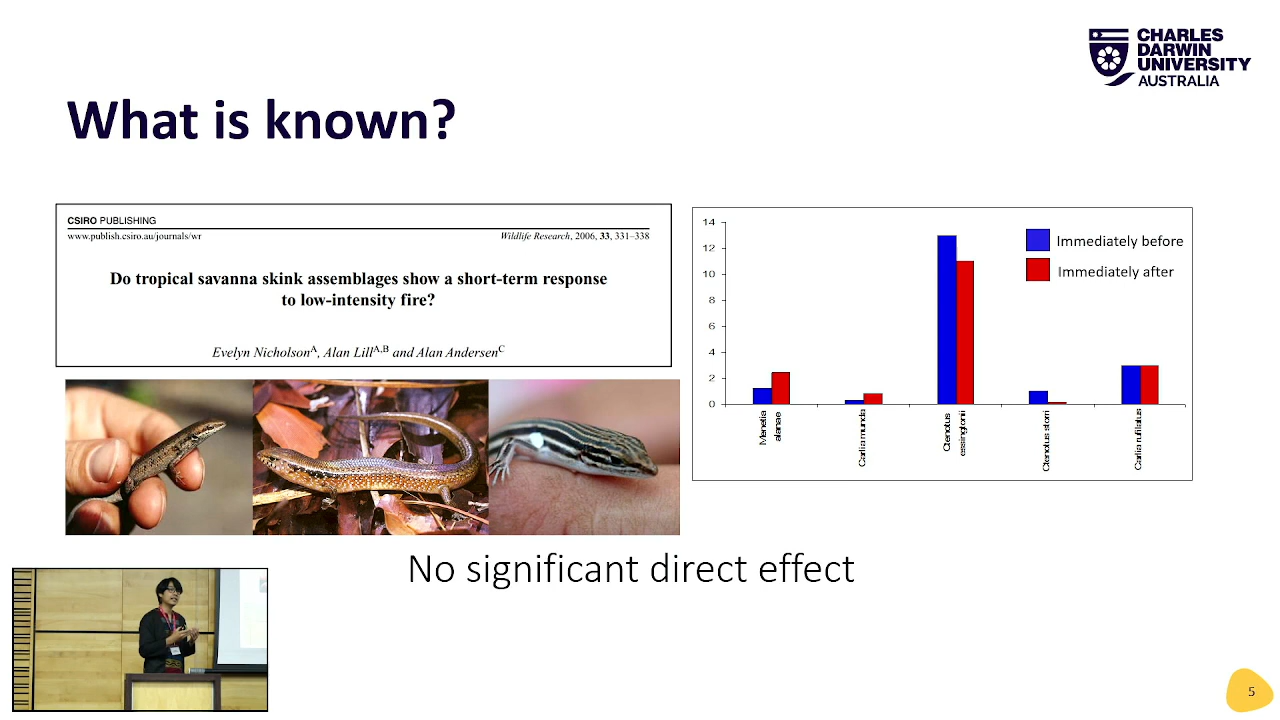 CHARLES
DARWIN
UNIVERSITY
AUSTRALIA
What is known?
CSIRO PUBLISHING
www.publish.csiro.au/journals/wr
Wildlife Research, 2006, 33, 331–338
Do tropical savanna skink assemblages show a short-term response
to low-intensity fire?
Evelyn Nicholson^A, Alan Lill^A,B and Alan Andersen^C
14
12
10
8
6
4
2
0
Immediately before
Immediately after
Menetia
alanae
Carlia munda
Ctenotus
essingtonii
Ctenotus storri
Carlia rufilatus
No significant direct effect
5